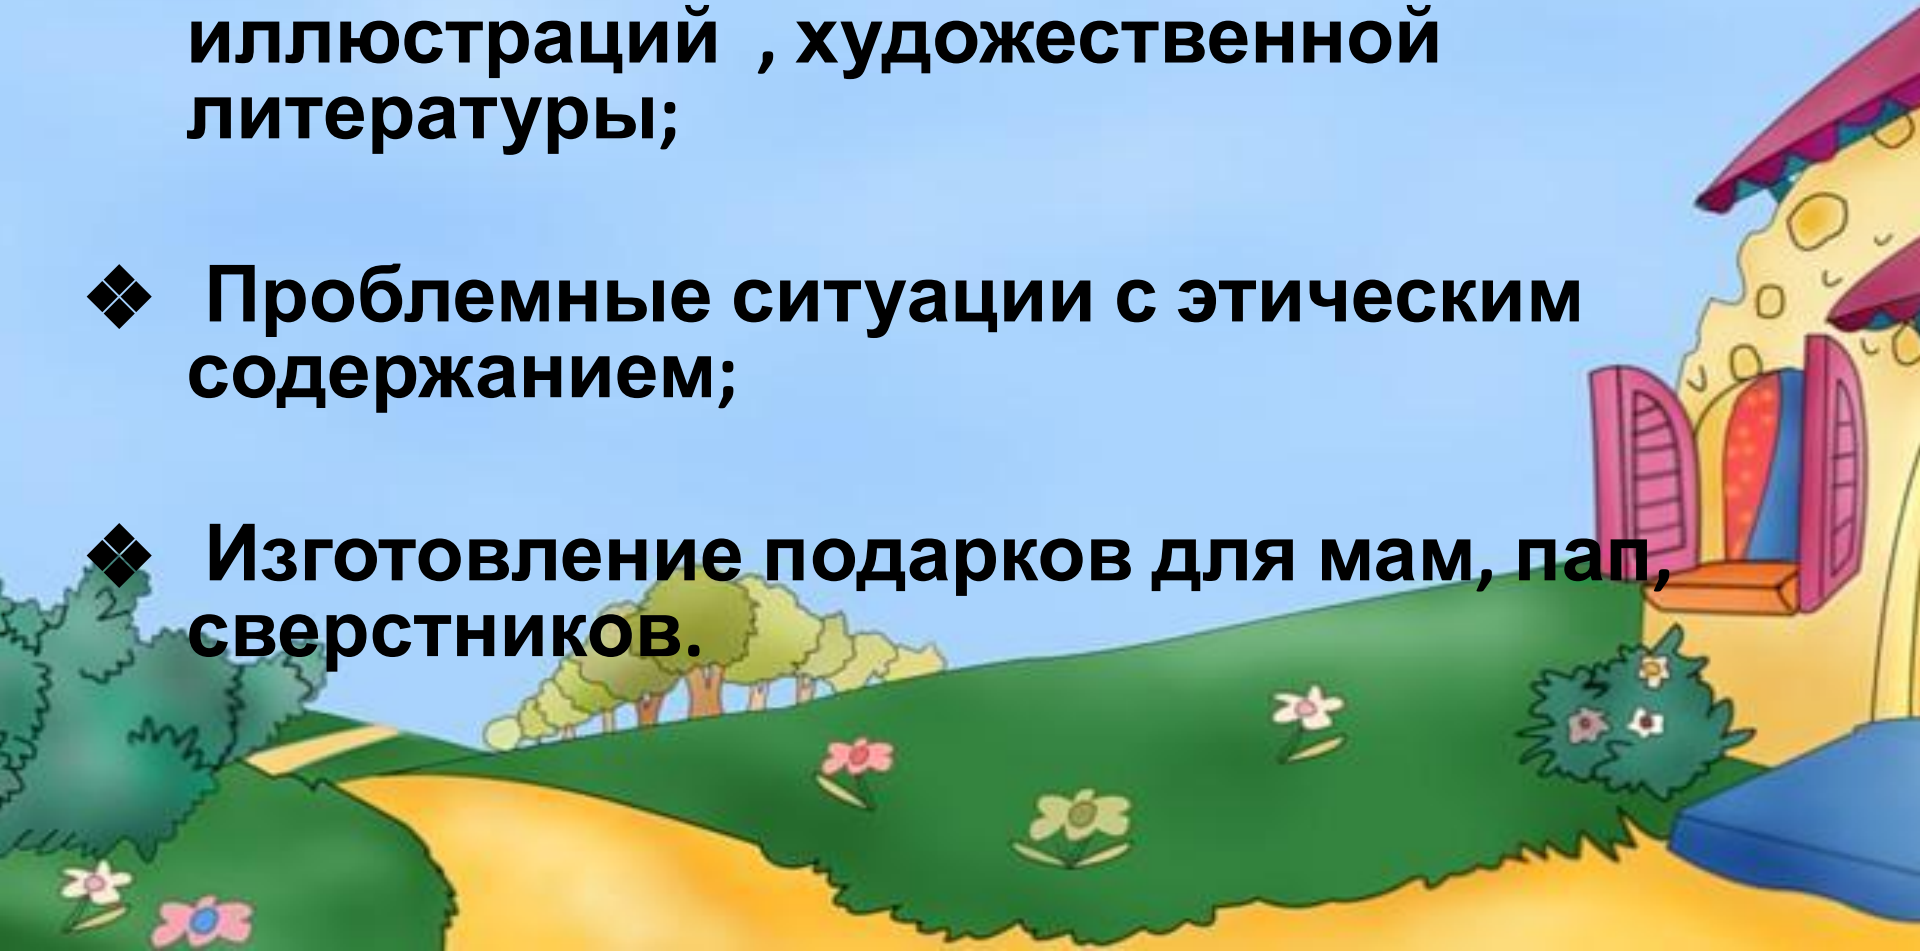 иллюстраций , художественной
литературы;
❖ Проблемные ситуации с этическим
содержанием;
❖ Изготовление подарков для мам, пап,
сверстников.